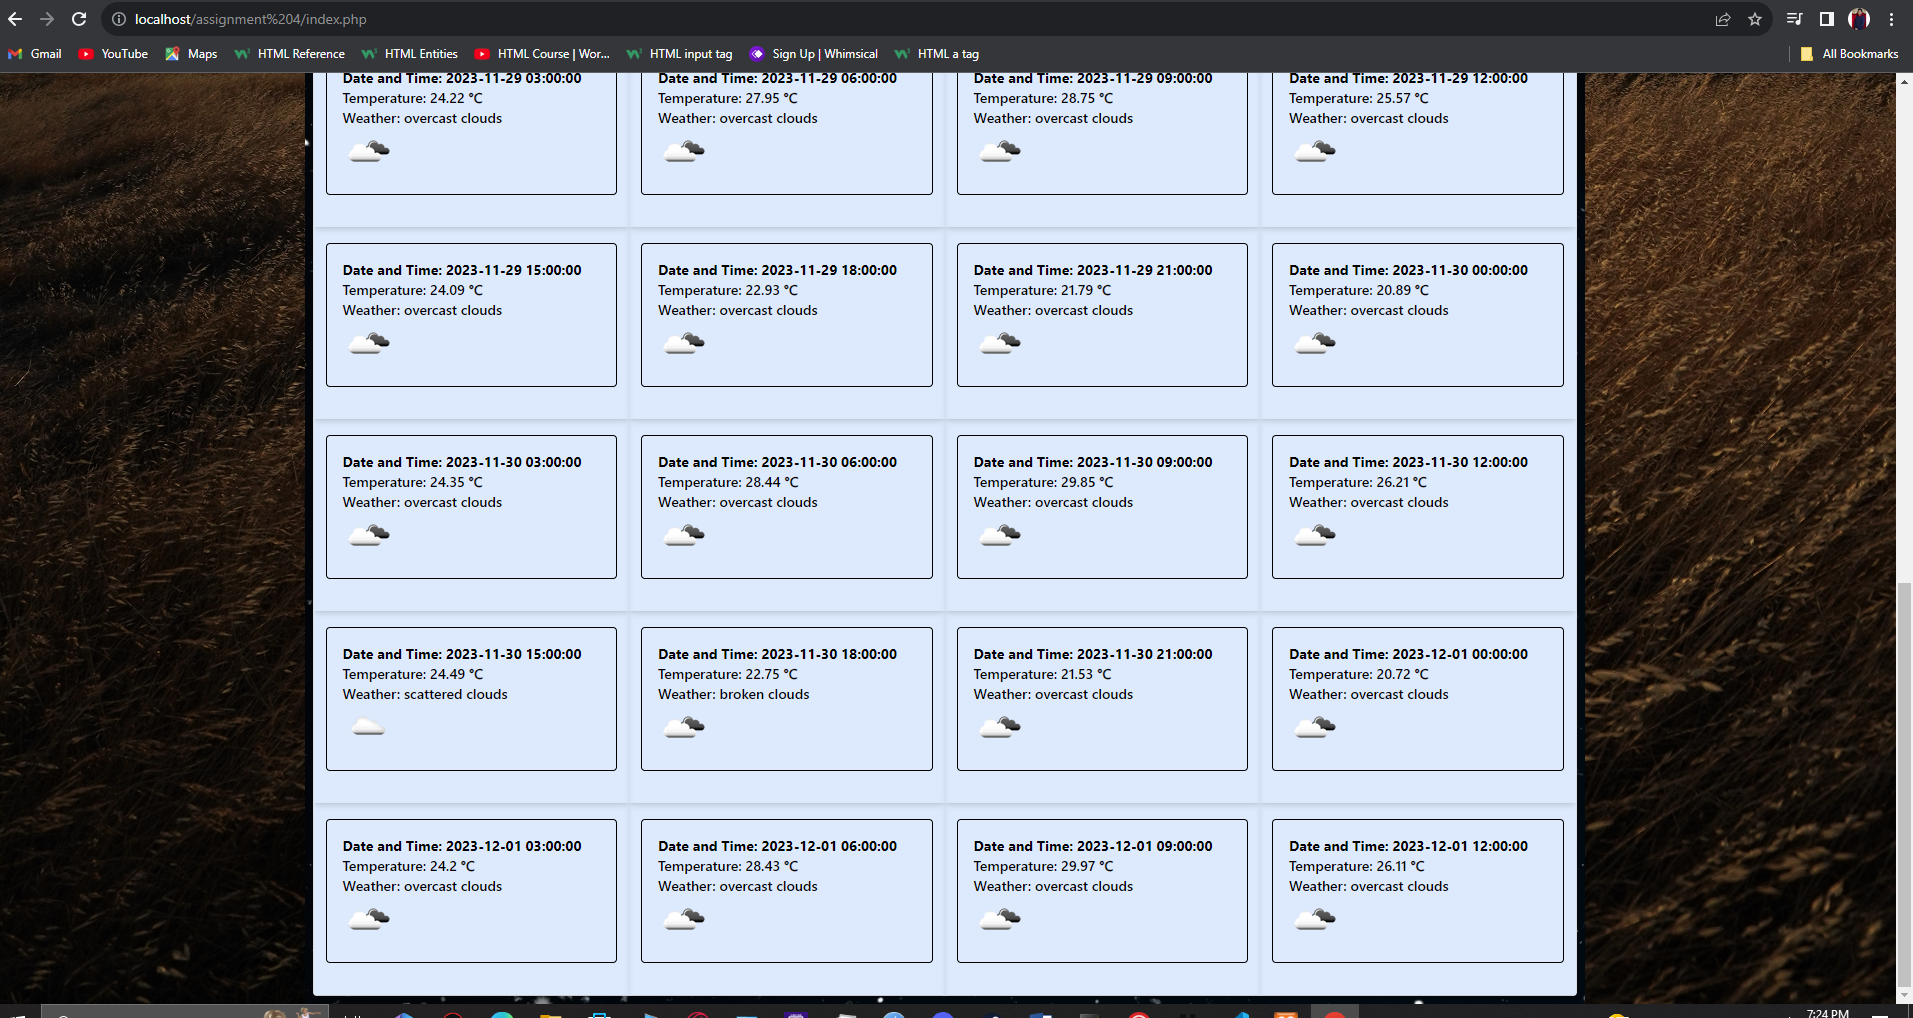 localhost/assignment%204/index.php
Gmail YouTube Maps HTML Reference HTML Entities HTML Course | Wor... HTML input tag Sign Up | Whimsical HTML a tag All Bookmarks
Date and Time: 2023-11-29 03:00:00
Temperature: 24.22 °C
Weather: overcast clouds
Date and Time: 2023-11-29 06:00:00
Temperature: 27.95 °C
Weather: overcast clouds
Date and Time: 2023-11-29 09:00:00
Temperature: 28.75 °C
Weather: overcast clouds
Date and Time: 2023-11-29 12:00:00
Temperature: 25.57 °C
Weather: overcast clouds
Date and Time: 2023-11-29 15:00:00
Temperature: 24.09 °C
Weather: overcast clouds
Date and Time: 2023-11-29 18:00:00
Temperature: 22.93 °C
Weather: overcast clouds
Date and Time: 2023-11-29 21:00:00
Temperature: 21.79 °C
Weather: overcast clouds
Date and Time: 2023-11-30 00:00:00
Temperature: 20.89 °C
Weather: overcast clouds
Date and Time: 2023-11-30 03:00:00
Temperature: 24.35 °C
Weather: overcast clouds
Date and Time: 2023-11-30 06:00:00
Temperature: 28.44 °C
Weather: overcast clouds
Date and Time: 2023-11-30 09:00:00
Temperature: 29.85 °C
Weather: overcast clouds
Date and Time: 2023-11-30 12:00:00
Temperature: 26.21 °C
Weather: overcast clouds
Date and Time: 2023-11-30 15:00:00
Temperature: 24.49 °C
Weather: scattered clouds
Date and Time: 2023-11-30 18:00:00
Temperature: 22.75 °C
Weather: broken clouds
Date and Time: 2023-11-30 21:00:00
Temperature: 21.53 °C
Weather: overcast clouds
Date and Time: 2023-12-01 00:00:00
Temperature: 20.72 °C
Weather: overcast clouds
Date and Time: 2023-12-01 03:00:00
Temperature: 24.2 °C
Weather: overcast clouds
Date and Time: 2023-12-01 06:00:00
Temperature: 28.43 °C
Weather: overcast clouds
Date and Time: 2023-12-01 09:00:00
Temperature: 29.97 °C
Weather: overcast clouds
Date and Time: 2023-12-01 12:00:00
Temperature: 26.11 °C
Weather: overcast clouds
7:24 PM